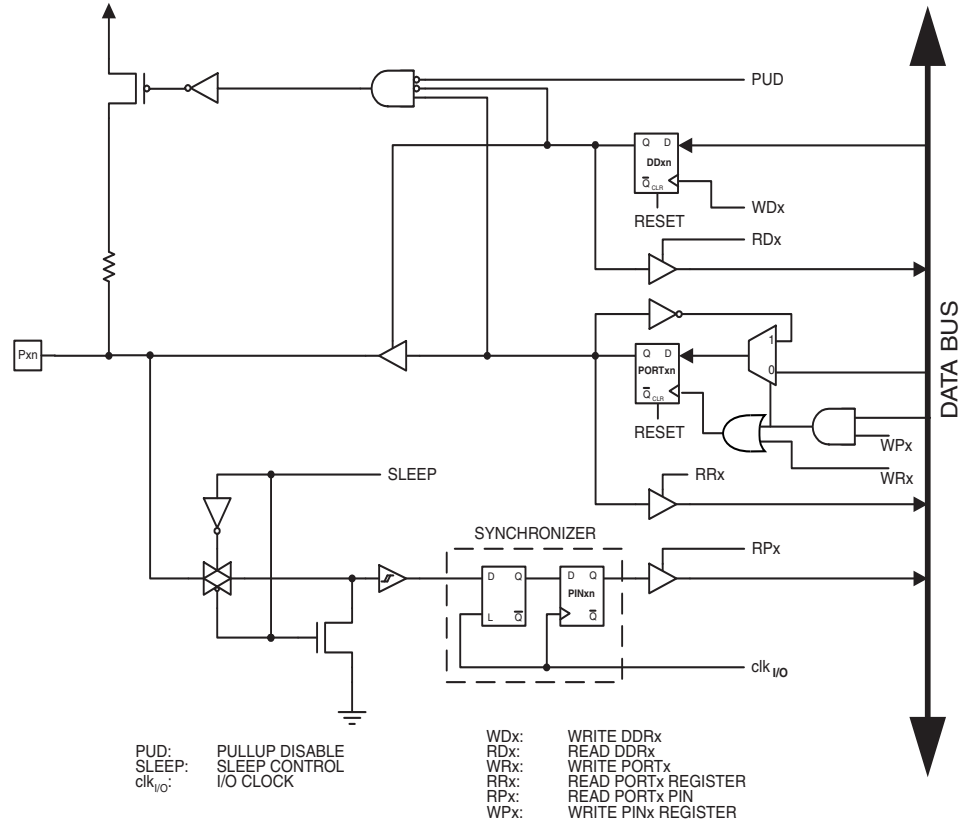 PUD
Q D
DDxn
Q CLR
WDx
RESET
RDx
Pxn
1
Q D
PORTxn
0
Q CLR
RESET
WPx
WRx
RRx
SLEEP
SYNCHRONIZER
RPx
D Q
D Q
PINxn
L Q
Q
clk I/O
DATA BUS
PUD: PULLUP DISABLE
SLEEP: SLEEP CONTROL
clkI/O: I/O CLOCK
WDx: WRITE DDRx
RDx: READ DDRx
WRx: WRITE PORTx
RRx: READ PORTx REGISTER
RPx: READ PORTx PIN
WPx: WRITE PINx REGISTER